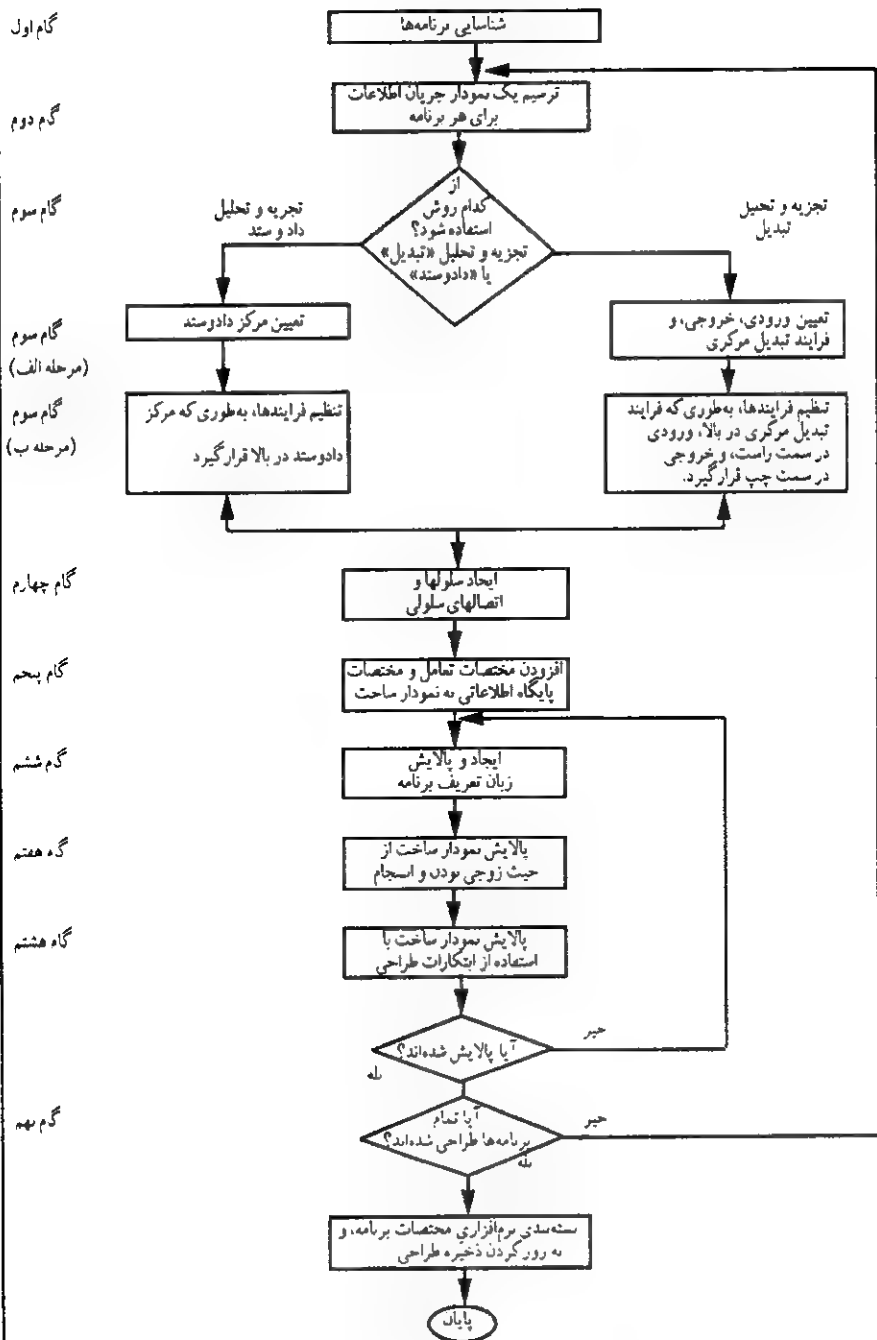 گام اول
شناسایی برنامه‌ها
گام دوم
ترسیم یک نمودار جریان اطلاعات
برای هر برنامه
گام سوم
از
کدام روش
استفاده شود؟
تجزیه و تحلیل «تبدیل»
یا «دادوستد»
تجزیه و تحلیل
تبدیل
تجزیه و تحلیل
داد و ستد
گام سوم
(مرحله الف)
تعیین ورودی، خروجی، و
فرایند تبدیل مرکزی
تعیین مرکز دادوستد
گام سوم
(مرحله ب)
تنظیم فرایندها، به‌طوری که فرایند
تبدیل مرکزی در بالا، ورودی
در سمت راست، و خروجی
در سمت چپ قرارگیرد.
تنظیم فرایندها، به‌طوری که مرکز
دادوستد در بالا قرارگیرد
گام چهارم
ایجاد سلولها و
اتصالهای سلولی
گام پنجم
افزودن مختصات تعامل و مختصات
پایگاه اطلاعاتی به نمودار ساخت
گام ششم
ایجاد و پالایش
زبان تعریف برنامه
گام هفتم
پالایش نمودار ساخت از
حیث زوجی بودن و انسجام
گام هشتم
پالایش نمودار ساخت با
استفاده از ابتکارات طراحی
آیا پالایش شده‌اند؟
خیر
بله
گام نهم
آیا تمام
برنامه‌ها طراحی شده‌اند؟
خیر
بله
بسته‌بندی نرم‌افزاری مختصات برنامه، و
به روز کردن ذخیره طراحی
پایان